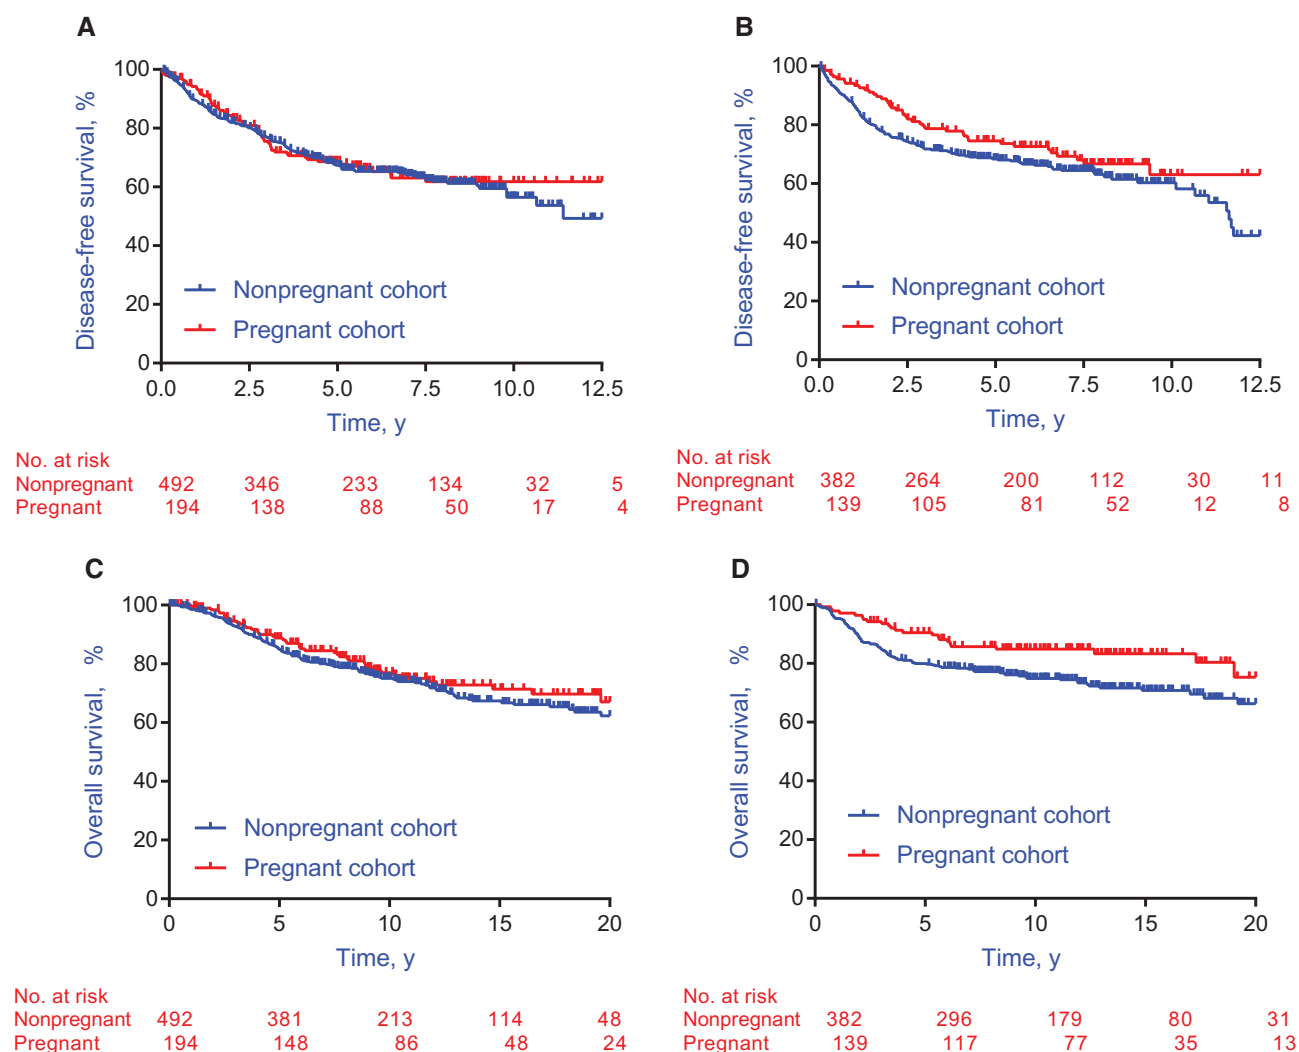 A
Disease-free survival, %
100
80
60
40
20
0
Nonpregnant cohort
Pregnant cohort
0.0 2.5 5.0 7.5 10.0 12.5
Time, y
No. at risk
Nonpregnant 492 346 233 134 32 5
Pregnant 194 138 88 50 17 4
B
Disease-free survival, %
100
80
60
40
20
0
Nonpregnant cohort
Pregnant cohort
0.0 2.5 5.0 7.5 10.0 12.5
Time, y
No. at risk
Nonpregnant 382 264 200 112 30 11
Pregnant 139 105 81 52 12 8
C
Overall survival, %
100
80
60
40
20
0
Nonpregnant cohort
Pregnant cohort
0 5 10 15 20
Time, y
No. at risk
Nonpregnant 492 381 213 114 48
Pregnant 194 148 86 48 24
D
Overall survival, %
100
80
60
40
20
0
Nonpregnant cohort
Pregnant cohort
0 5 10 15 20
Time, y
No. at risk
Nonpregnant 382 296 179 80 31
Pregnant 139 117 77 35 13